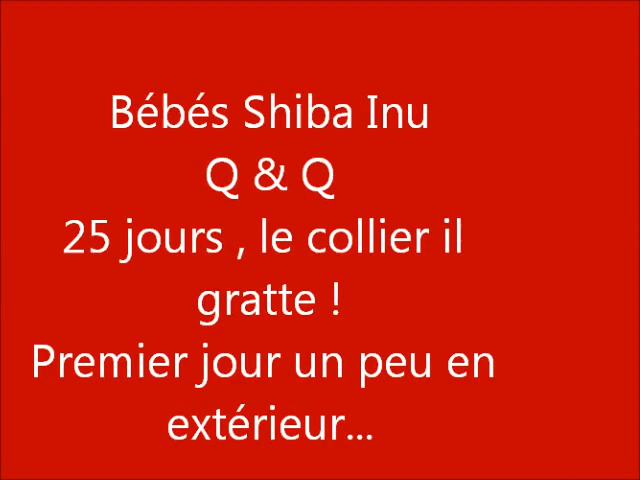 Bébés Shiba Inu
Q & Q
25 jours , le collier il
gratte !
Premier jour un peu en
extérieur...